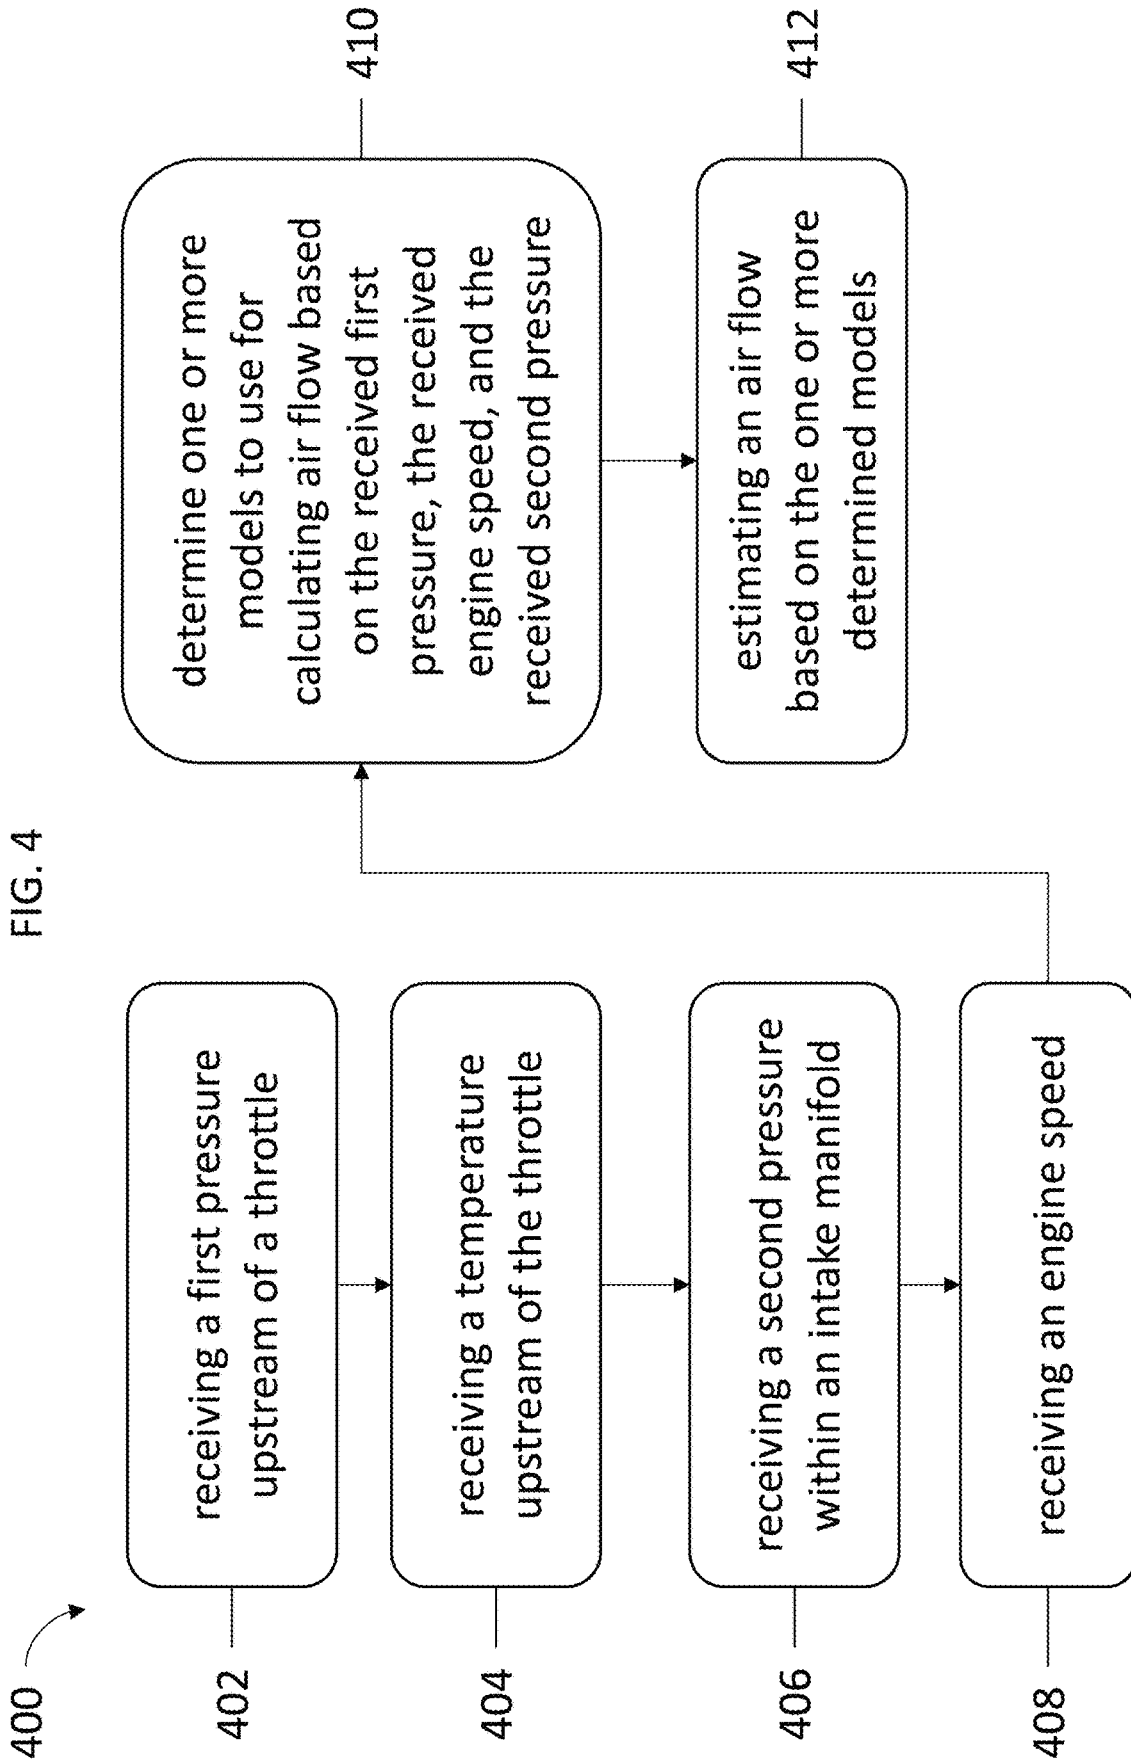 FIG. 4
400
402
receiving a first pressure
upstream of a throttle
404
receiving a temperature
upstream of the throttle
406
receiving a second pressure
within an intake manifold
408
receiving an engine speed
determine one or more
models to use for
calculating air flow based
on the received first
pressure, the received
engine speed, and the
received second pressure
410
estimating an air flow
based on the one or more
determined models
412